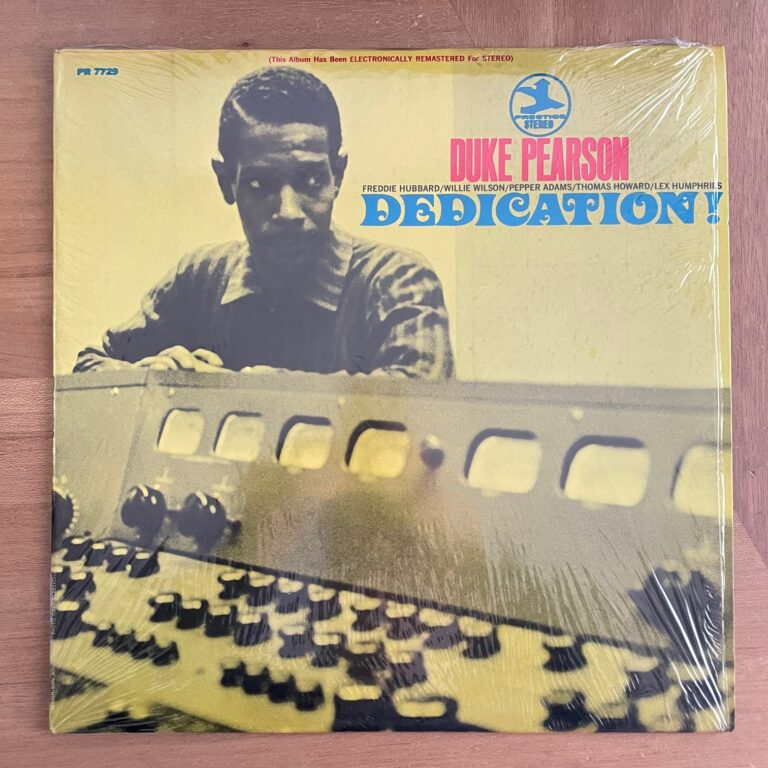 (This Album Has Been ELECTRONICALLY REMASTERED For STEREO)
PR 7729
PRESTIGE
STEREO
DUKE PEARSON
FREDDIE HUBBARD/WILLIE WILSON/PEPPER ADAMS/THOMAS HOWARD/LEX HUMPHRIES
DEDICATION!